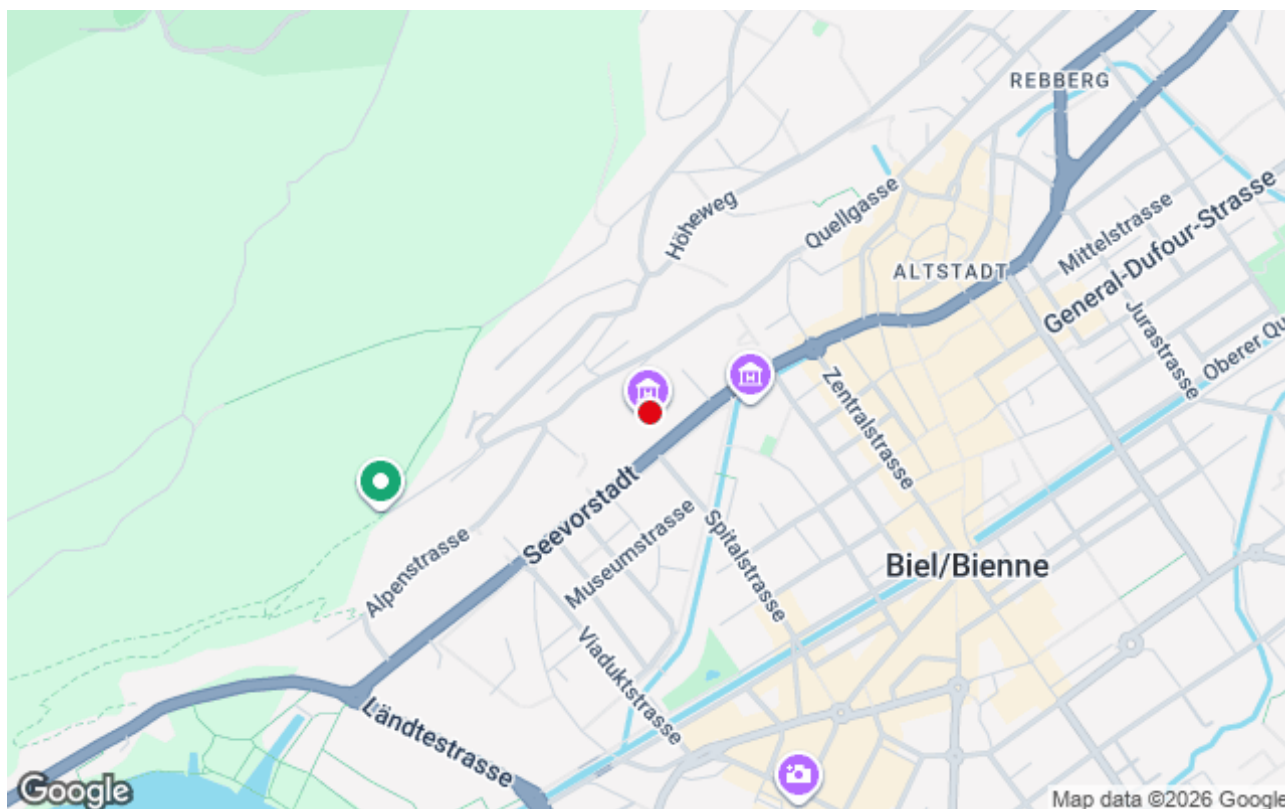 REBBERG
Höheweg
Quellgasse
ALTSTADT
Mittelstrasse
General-Dufour-Strasse
Jurastrasse
Oberer Qu
Zentralstrasse
Seevorstadt
Spitalstrasse
Museumstrasse
Alpenstrasse
Biel/Bienne
Viaduktstrasse
Ländtestrasse
Google
Map data ©2026 Google